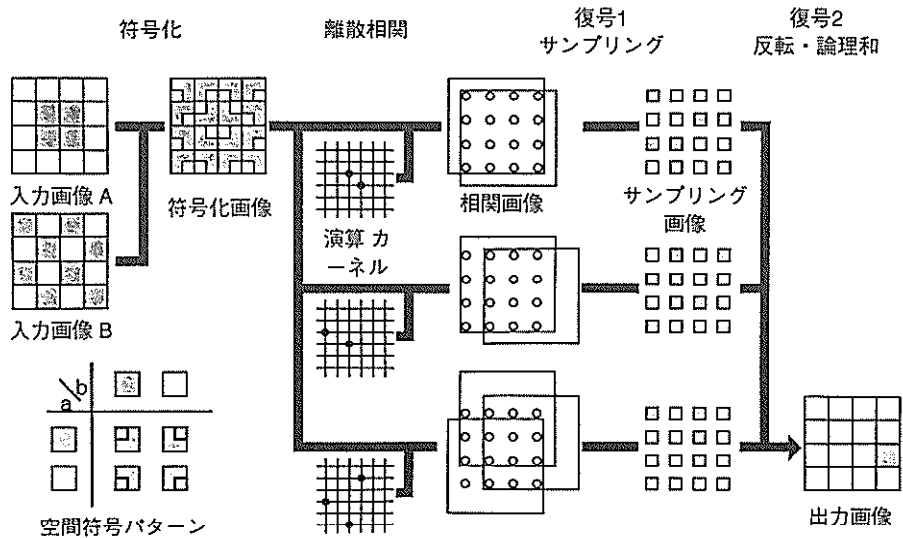 符号化
離散相関
復号1
サンプリング
復号2
反転・論理和
入力画像 A
符号化画像
演算 カ
ーネル
相関画像
サンプリング
画像
入力画像 B
b
a
空間符号パターン
出力画像